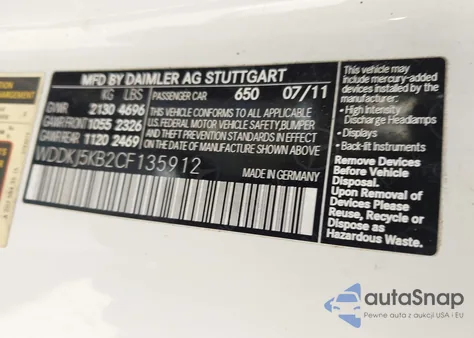 MFD BY DAIMLER AG STUTTGART
KG LBS
GVWR 2130 4696
GAWR FRONT 1055 2326
GAWR REAR 1120 2469
PASSENGER CAR 650 07/11
THIS VEHICLE CONFORMS TO ALL APPLICABLE
U.S. FEDERAL MOTOR VEHICLE SAFETY, BUMPER
AND THEFT PREVENTION STANDARDS IN EFFECT
ON THE DATE OF MANUFACTURE SHOWN ABOVE
WDDKJ5KB2CF135912
MADE IN GERMANY
This vehicle may
include mercury-added
devices installed:
• High Intensity
Discharge Headlamps
• Displays
• Back-lit Instruments
Remove Devices
Before Vehicle
Disposal.
Upon Removal of
Devices Please
Reuse, Recycle or
Dispose as
Hazardous Waste.
autaSnap
Pewne auta z aukcji USA i EU